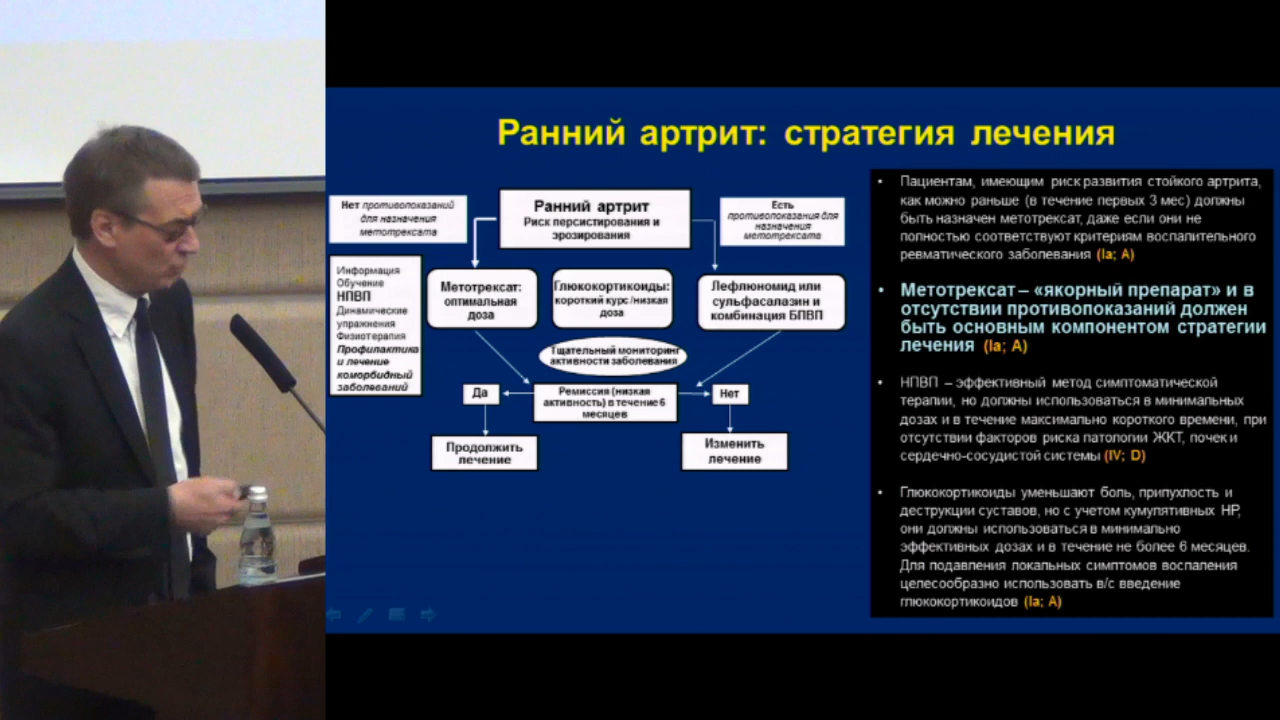 Ранний артрит: стратегия лечения
Нет противопоказаний
для назначения
метотрексата
Ранний артрит
Риск персистирования и
эрозирования
Есть
противопоказания для
назначения
метотрексата
Информация
Обучение
НПВП
Динамические
упражнения
Физиотерапия
Профилактика
и лечение
коморбидный
заболеваний
Метотрексат:
оптимальная
доза
Глюкокортикоиды:
короткий курс /низкая
доза
Лефлюномид или
сульфасалазин и
комбинация БПВП
Тщательный мониторинг
активности заболевания
Да
Ремиссия (низкая
активность) в течение 6
месяцев
Нет
Продолжить
лечение
Изменить
лечение
• Пациентам, имеющим риск развития стойкого артрита,
как можно раньше (в течение первых 3 мес) должны
быть назначен метотрексат, даже если они не
полностью соответствуют критериям воспалительного
ревматического заболевания (Ia; A)
• Метотрексат – «якорный препарат» и в
отсутствии противопоказаний должен
быть основным компонентом стратегии
лечения (Ia; A)
• НПВП – эффективный метод симптоматической
терапии, но должны использоваться в минимальных
дозах и в течение максимально короткого времени, при
отсутствии факторов риска патологии ЖКТ, почек и
сердечно-сосудистой системы (IV; D)
• Глюкокортикоиды уменьшают боль, припухлость и
деструкции суставов, но с учетом кумулятивных НР,
они должны использоваться в минимально
эффективных дозах и в течение не более 6 месяцев.
Для подавления локальных симптомов воспаления
целесообразно использовать в/с введение
глюкокортикоидов (Ia; A)